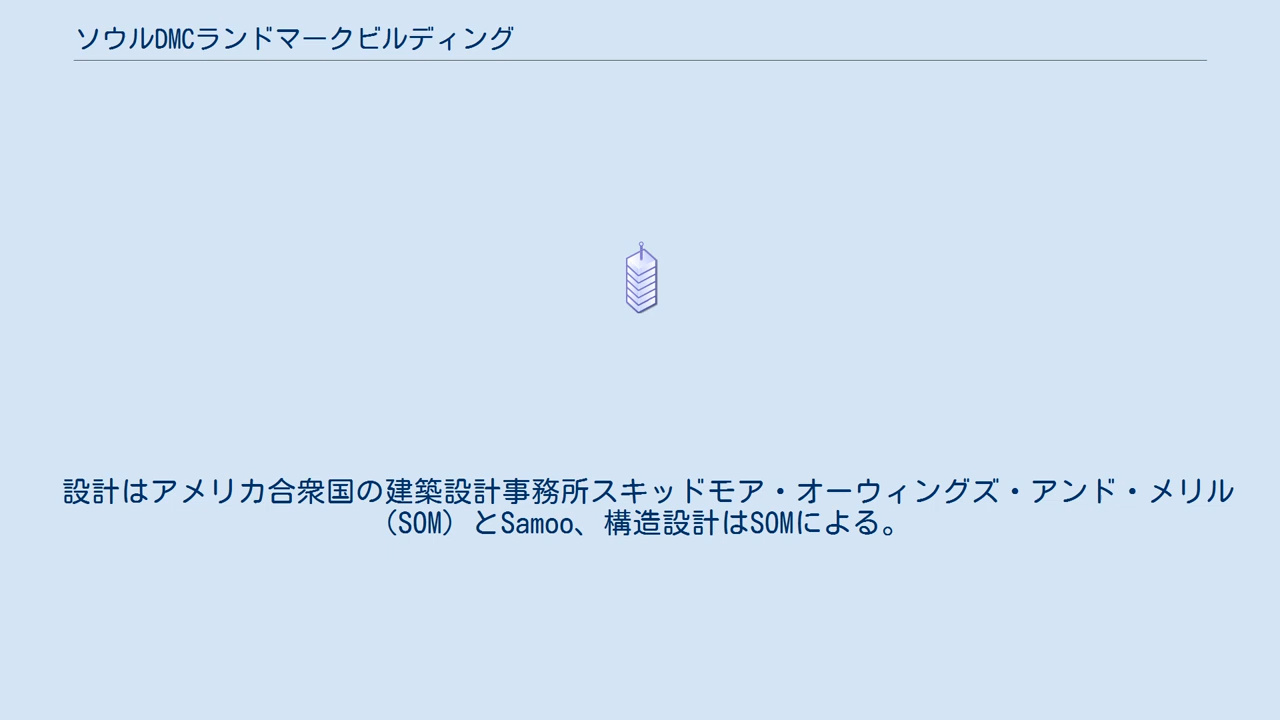 ソウルDMCランドマークビルディング
設計はアメリカ合衆国の建築設計事務所スキッドモア・オーウィングズ・アンド・メリル
（SOM）とSamoo、構造設計はSOMによる。